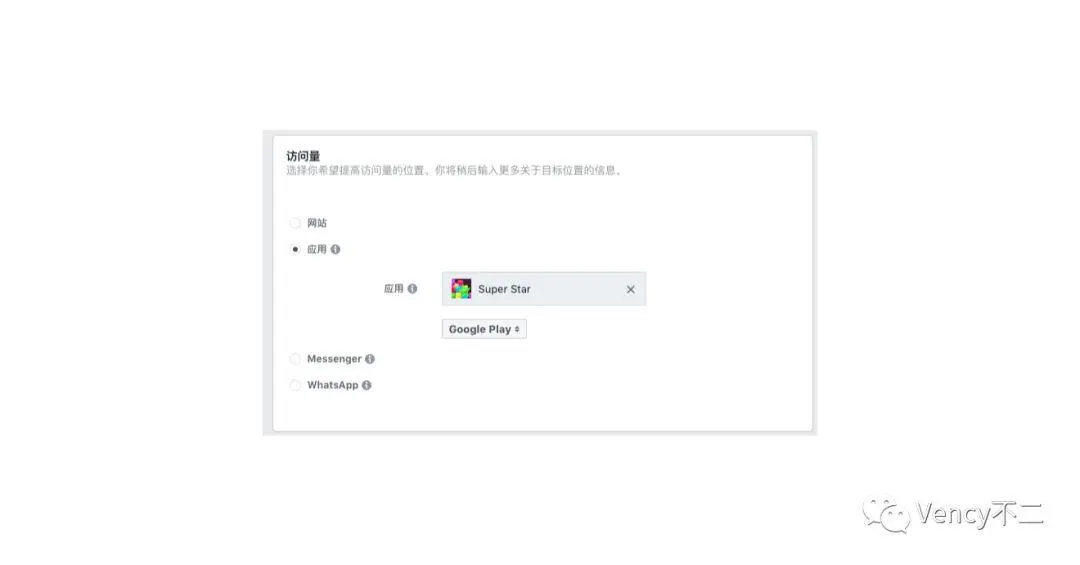 访问量
选择你希望提高访问量的位置。你将稍后输入更多关于目标位置的信息。
网站
应用
应用 Super Star
Google Play
Messenger
WhatsApp
Vency不二